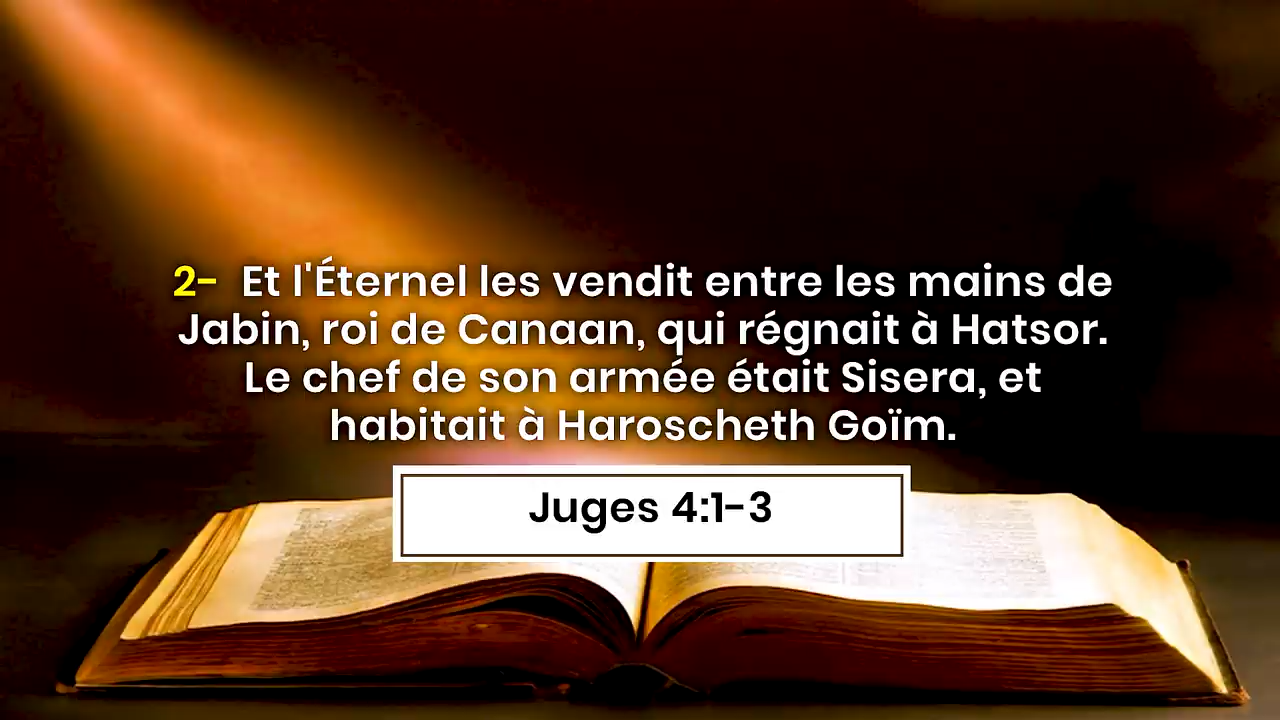 2- Et l'Éternel les vendit entre les mains de
Jabin, roi de Canaan, qui régnait à Hatsor.
Le chef de son armée était Sisera, et
habitait à Haroscheth Goïm.
Juges 4:1-3